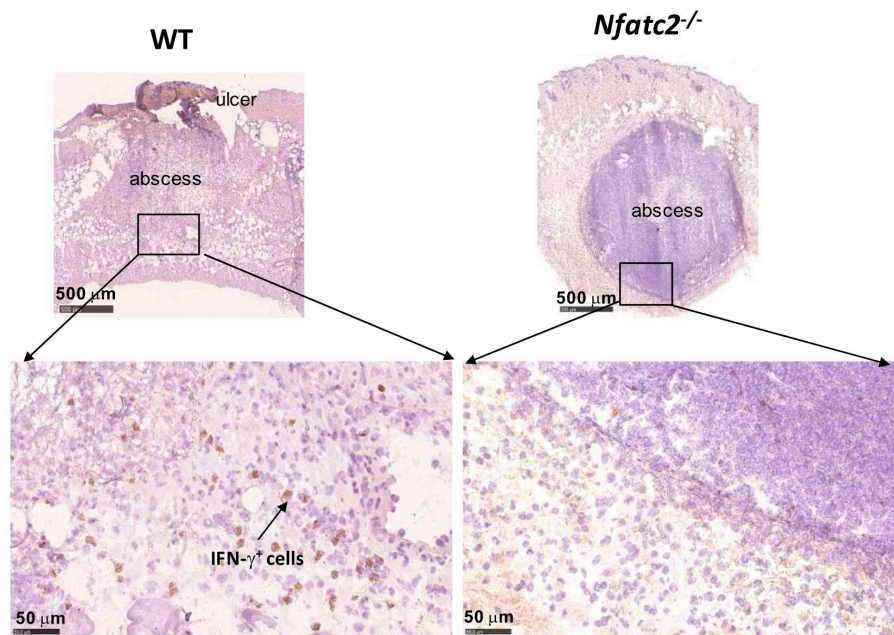 WT
Nfatc2-/-
ulcer
abscess
abscess
500 μm
500 μm
IFN-γ+ cells
50 μm
50 μm